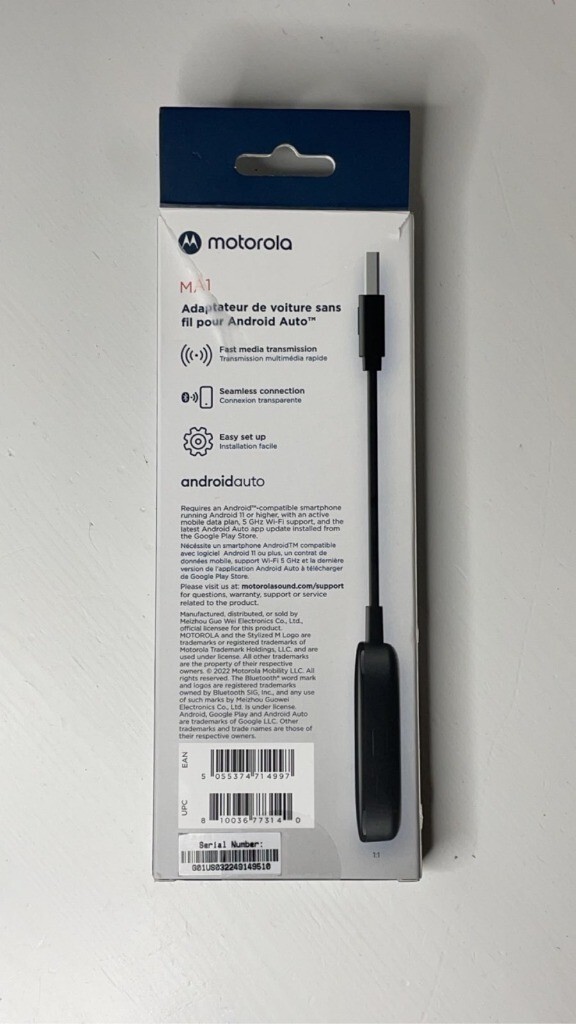 motorola
MA1
Adaptateur de voiture sans
fil pour Android Auto™
Fast media transmission
Transmission multimédia rapide
Seamless connection
Connexion transparente
Easy set up
Installation facile
androidauto
Requires an Android™-compatible smartphone
running Android 11 or higher, with an active
mobile data plan, 5 GHz Wi-Fi support, and the
latest Android Auto app update installed from
the Google Play Store.
Nécéssite un smartphone AndroidTM compatible
avec logiciel Android 11 ou plus, un contrat de
données mobile, support Wi-Fi 5 GHz et la dernière
version de l'application Android Auto à télécharger
de Google Play Store.
Please visit us at: motorolasound.com/support
for questions, warranty, support or service
related to the product.
Manufactured, distributed, or sold by
Meizhou Guo Wei Electronics Co., Ltd.,
official licensee for this product.
MOTOROLA and the Stylized M Logo are
trademarks or registered trademarks of
Motorola Trademark Holdings, LLC. and are
used under license. All other trademarks
are the property of their respective
owners. © 2022 Motorola Mobility LLC. All
rights reserved. The Bluetooth® word mark
and logos are registered trademarks
owned by Bluetooth SIG, Inc., and any use
of such marks by Meizhou Guowei
Electronics Co., Ltd. is under license.
Android, Google Play and Android Auto
are trademarks of Google LLC. Other
trademarks and trade names are those of
their respective owners.
EAN
5 055374 714997
UPC
8 10036 77314 0
Serial Number:
G01US032249149510
1:1